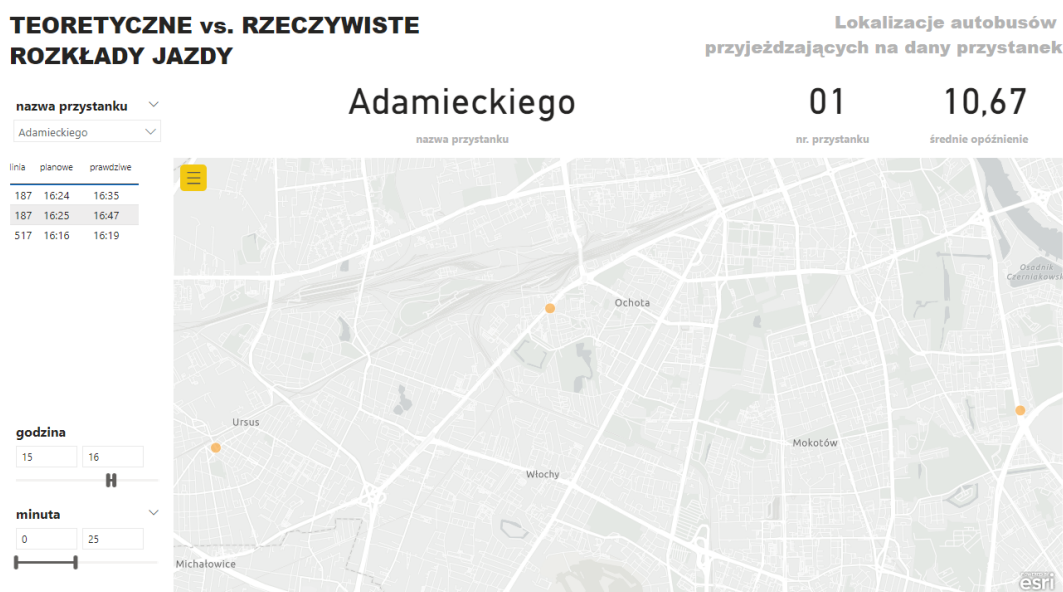 TEORETYCZNE vs. RZECZYWISTE
ROZKŁADY JAZDY
Lokalizacje autobusów
przyjeżdzających na dany przystanek
nazwa przystanku
Adamieckiego
linia planowe prawdziwe
187 16:24 16:35
187 16:25 16:47
517 16:16 16:19
godzina
15 16
minuta
0 25
Adamieckiego
nazwa przystanku
01
nr. przystanku
10,67
średnie opóźnienie
Osadnik
Ochota
Ursus
Mokotów
Włochy
Michałowice
esri